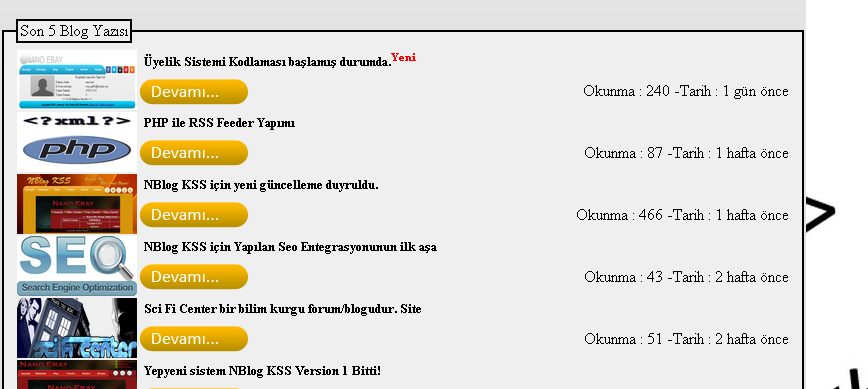 Son 5 Blog Yazısı
NANO ERAY
Üyelik Sistemi Kodlaması başlamış durumda.Yeni
Devamı...
Okunma : 240 -Tarih : 1 gün önce
<?xml?>
php
PHP ile RSS Feeder Yapımı
Devamı...
Okunma : 87 -Tarih : 1 hafta önce
NBlog KSS
NANO ERAY
NBlog KSS için yeni güncelleme duyruldu.
Devamı...
Okunma : 466 -Tarih : 1 hafta önce
>
SEO
Search Engine Optimization
NBlog KSS için Yapılan Seo Entegrasyonunun ilk aşa
Devamı...
Okunma : 43 -Tarih : 2 hafta önce
Sci Fi Center
Sci Fi Center bir bilim kurgu forum/blogudur. Site
Devamı...
Okunma : 51 -Tarih : 2 hafta önce
NANO ERAY
Yepyeni sistem NBlog KSS Version 1 Bitti!